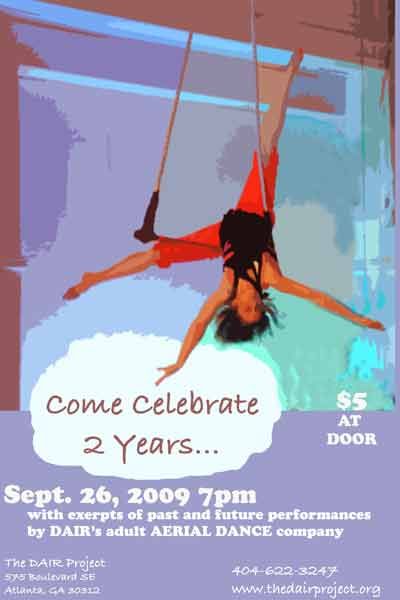 Come Celebrate
2 Years...
$5
AT
DOOR
Sept. 26, 2009 7pm
with exerpts of past and future performances
by DAIR's adult AERIAL DANCE company
The DAIR Project
575 Boulevard SE
Atlanta, GA 30312
404-622-3247
www.thedairproject.org